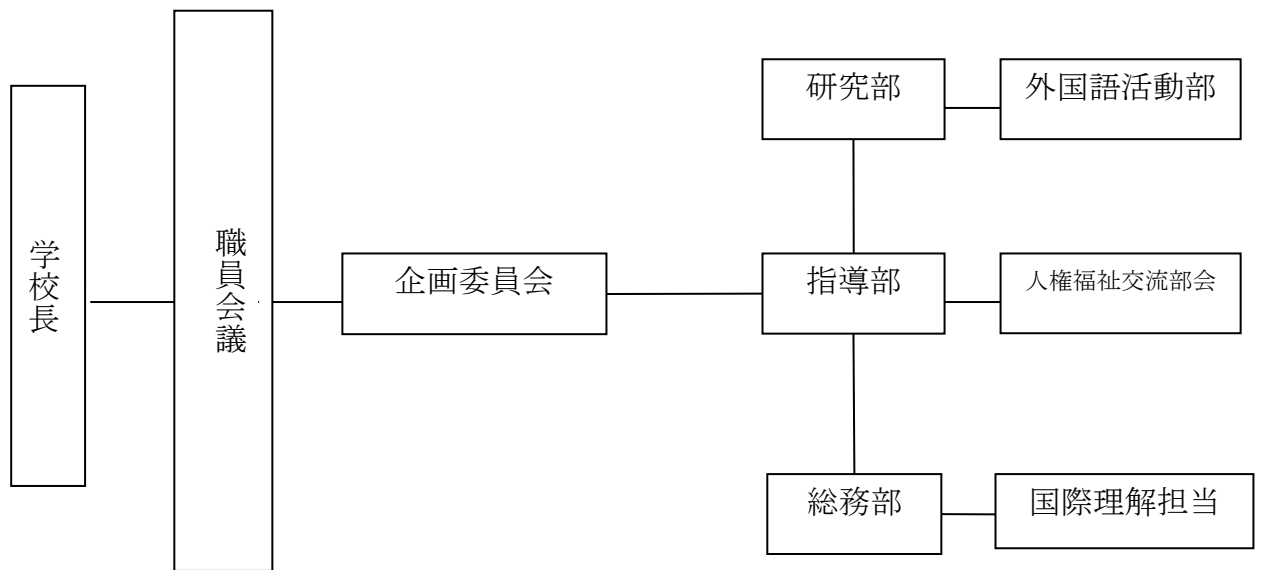 学校長
職員会議
企画委員会
研究部
外国語活動部
指導部
人権福祉交流部会
総務部
国際理解担当